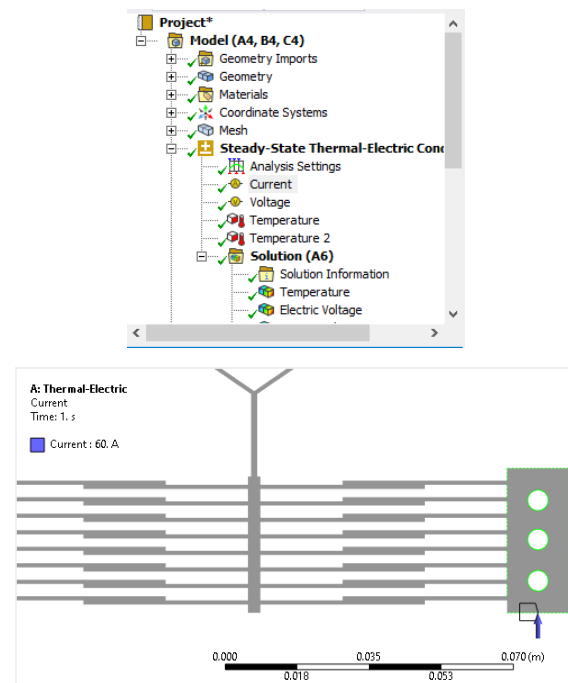 Project*
Model (A4, B4, C4)
Geometry Imports
Geometry
Materials
Coordinate Systems
Mesh
Steady-State Thermal-Electric Cond
Analysis Settings
Current
Voltage
Temperature
Temperature 2
Solution (A6)
Solution Information
Temperature
Electric Voltage
A: Thermal-Electric
Current
Time: 1. s
Current : 60. A
0.000 0.035 0.070 (m)
0.018 0.053